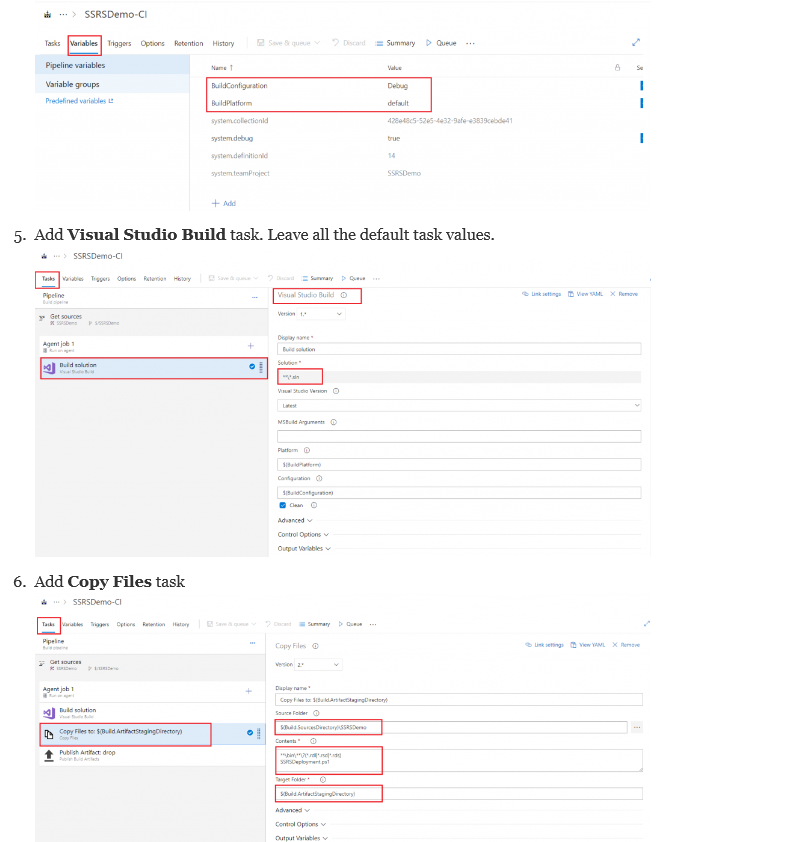 ··· > SSRSDemo-CI
Tasks Variables Triggers Options Retention History Save & queue Discard Summary Queue ···
Pipeline variables
Variable groups
Predefined variables
Name ↑ Value Se
BuildConfiguration Debug
BuildPlatform default
system.collectionId 428e48c5-52e5-4e32-9afe-e3839cebde41
system.debug true
system.definitionId 14
system.teamProject SSRSDemo
+ Add
5. Add Visual Studio Build task. Leave all the default task values.
··· > SSRSDemo-CI
Tasks Variables Triggers Options Retention History Save & queue Discard Summary Queue ···
Pipeline ···
Build pipeline
Visual Studio Build Link settings View YAML Remove
Get sources
SSRSDemo SSRSDemo
Version 1.*
Agent job 1 +
Run on agent
Display name *
Build solution
Build solution
Visual Studio Build
Solution *
**\*.sln
Visual Studio Version
Latest
MSBuild Arguments
Platform
$(BuildPlatform)
Configuration
$(BuildConfiguration)
Clean
Advanced
Control Options
Output Variables
6. Add Copy Files task
··· > SSRSDemo-CI
Tasks Variables Triggers Options Retention History Save & queue Discard Summary Queue ···
Pipeline ···
Build pipeline
Copy Files Link settings View YAML Remove
Get sources
SSRSDemo $/SSRSDemo
Version 2.*
Agent job 1 +
Run on agent
Display name *
Copy Files to: $(Build.ArtifactStagingDirectory)
Build solution
Visual Studio Build
Source Folder
$(Build.SourcesDirectory)\SSRSDemo ···
Copy Files to: $(Build.ArtifactStagingDirectory)
Copy Files
Contents *
SSRSDeployment.ps1
Publish Artifact: drop
Publish Build Artifacts
Target Folder *
$(Build.ArtifactStagingDirectory)
Advanced
Control Options
Output Variables